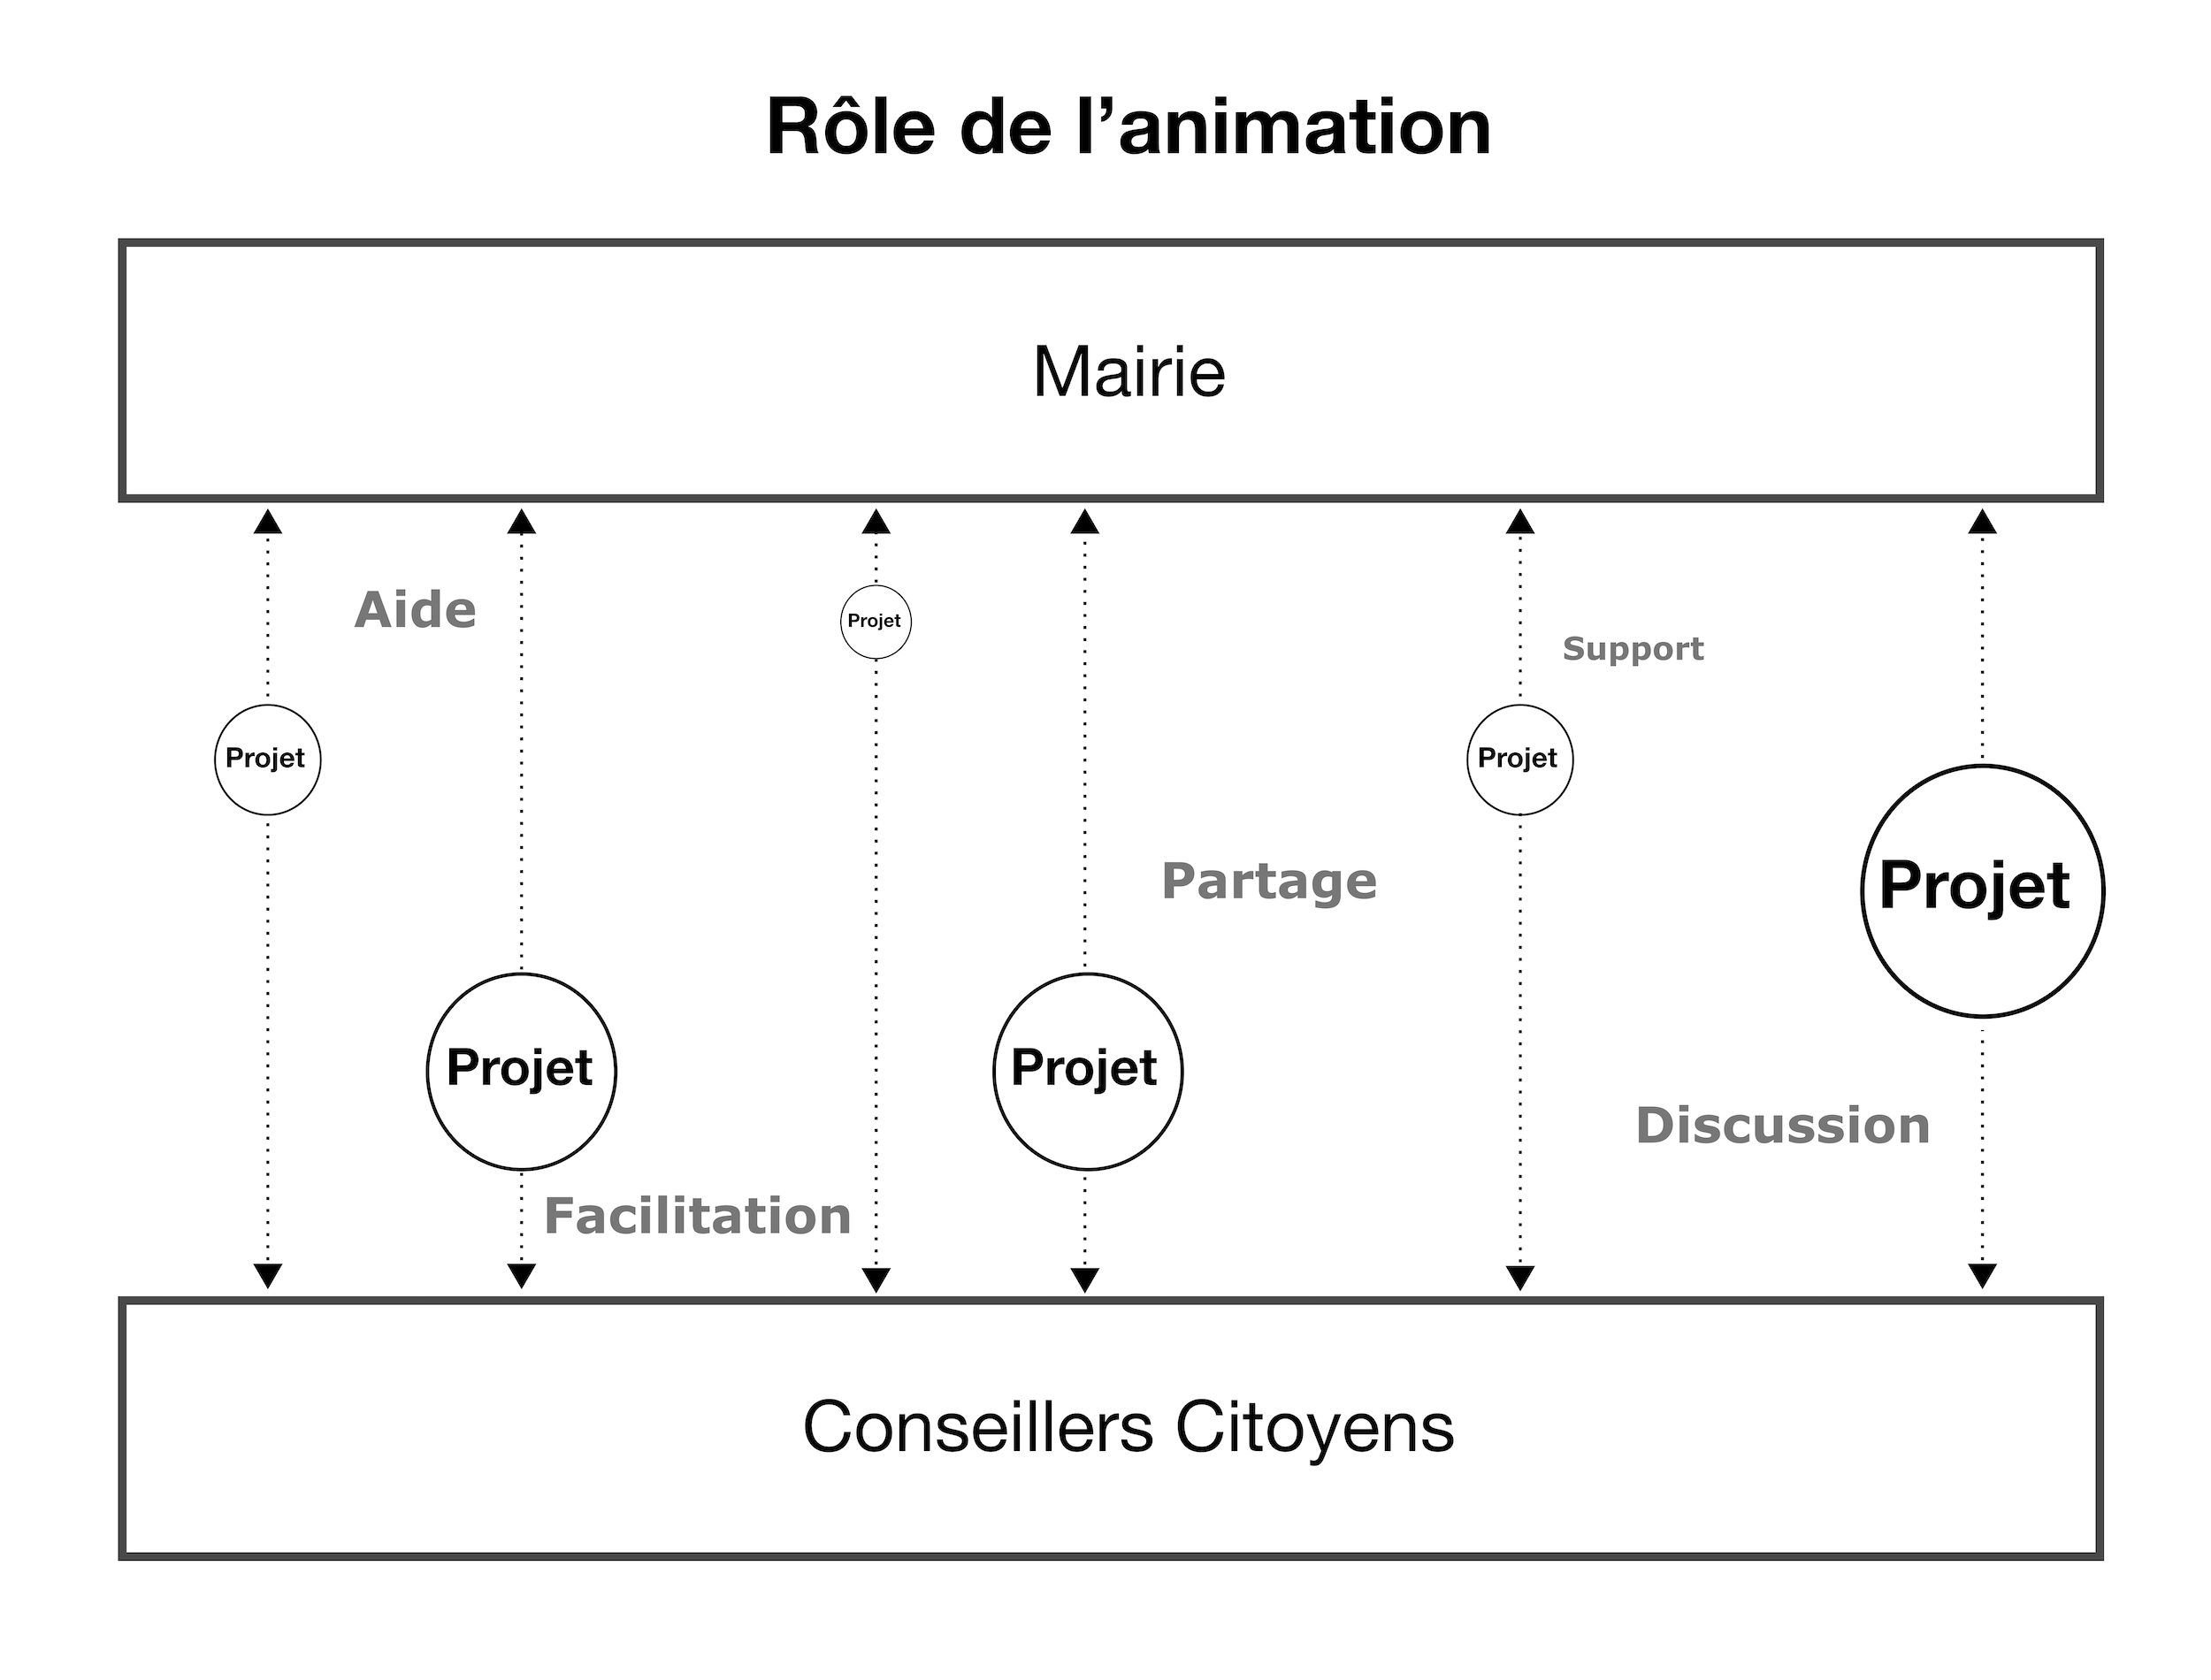 Rôle de l’animation
Mairie
Aide
Projet
Support
Projet
Projet
Partage
Projet
Projet
Projet
Discussion
Facilitation
Conseillers Citoyens